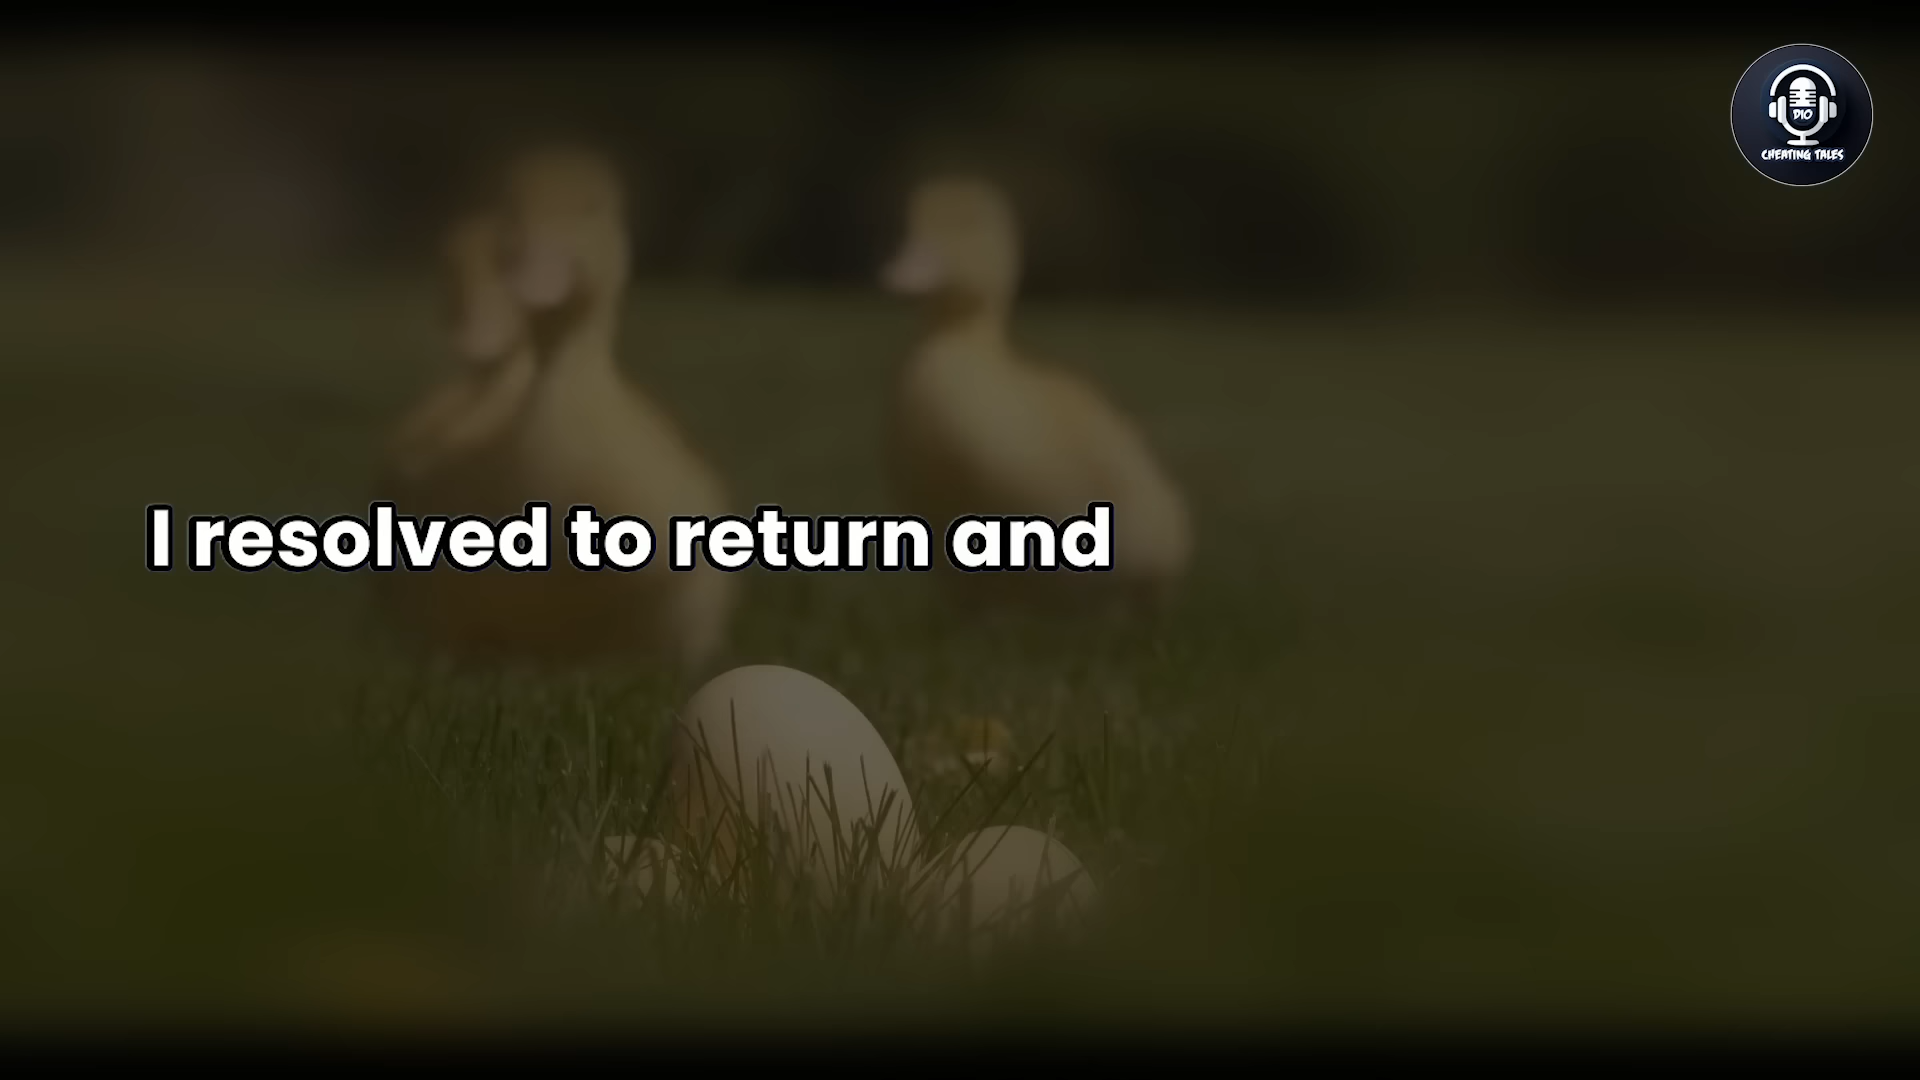 DIO
CHEATING TALES
I resolved to return and